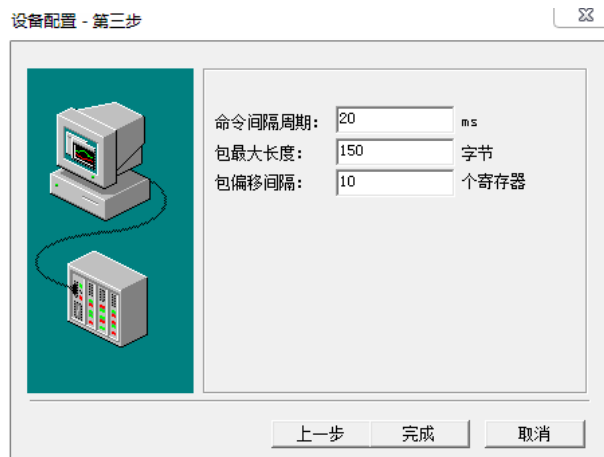 设备配置 - 第三步
命令间隔周期: 20 ms
包最大长度: 150 字节
包偏移间隔: 10 个寄存器
上一步 完成 取消